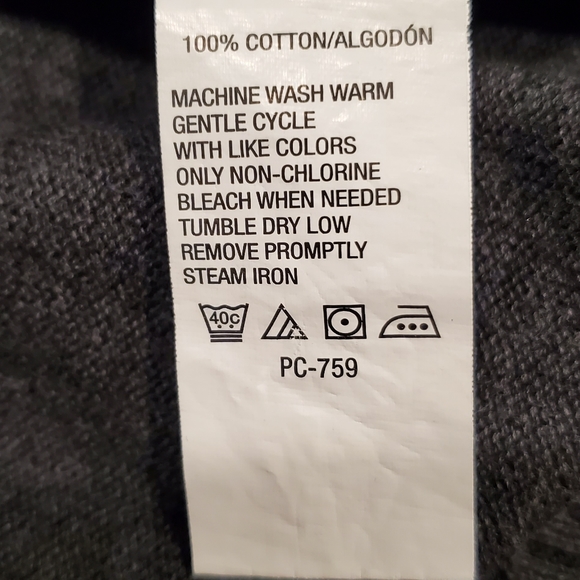 100% COTTON/ALGODÓN
MACHINE WASH WARM
GENTLE CYCLE
WITH LIKE COLORS
ONLY NON-CHLORINE
BLEACH WHEN NEEDED
TUMBLE DRY LOW
REMOVE PROMPTLY
STEAM IRON
40c
PC-759